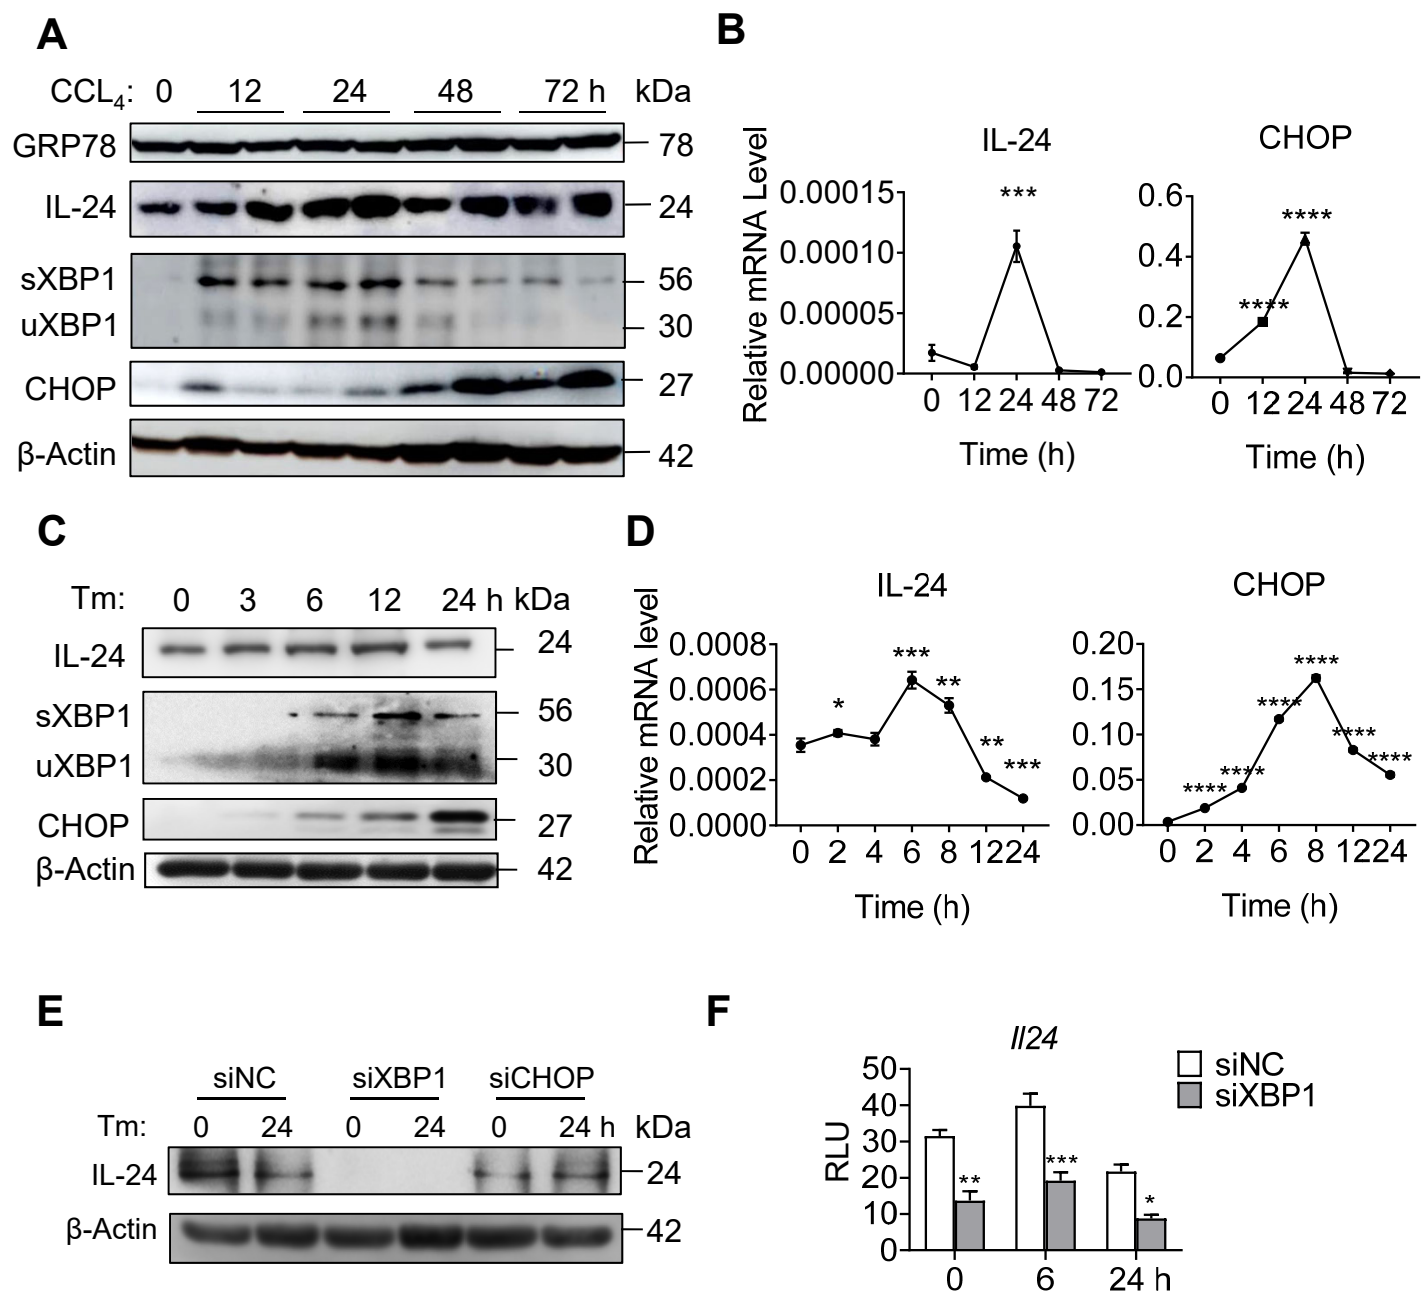 A
CCL4: 0 12 24 48 72 h kDa
GRP78 78
IL-24 24
sXBP1 56
uXBP1 30
CHOP 27
β-Actin 42
B
IL-24
Relative mRNA Level
0.00015
0.00010
0.00005
0.00000
***
0 12 24 48 72
Time (h)
CHOP
0.6
0.4
0.2
0.0
****
****
0 12 24 48 72
Time (h)
C
Tm: 0 3 6 12 24 h kDa
IL-24 24
sXBP1 56
uXBP1 30
CHOP 27
β-Actin 42
D
IL-24
Relative mRNA level
0.0008
0.0006
0.0004
0.0002
0.0000
*
***
**
**
***
0 2 4 6 8 12 24
Time (h)
CHOP
0.20
0.15
0.10
0.05
0.00
****
****
****
****
****
****
0 2 4 6 8 12 24
Time (h)
E
siNC siXBP1 siCHOP
Tm: 0 24 0 24 0 24 h kDa
IL-24 24
β-Actin 42
F
Il24
RLU
50
40
30
20
10
0
**
***
*
0 6 24 h
siNC
siXBP1